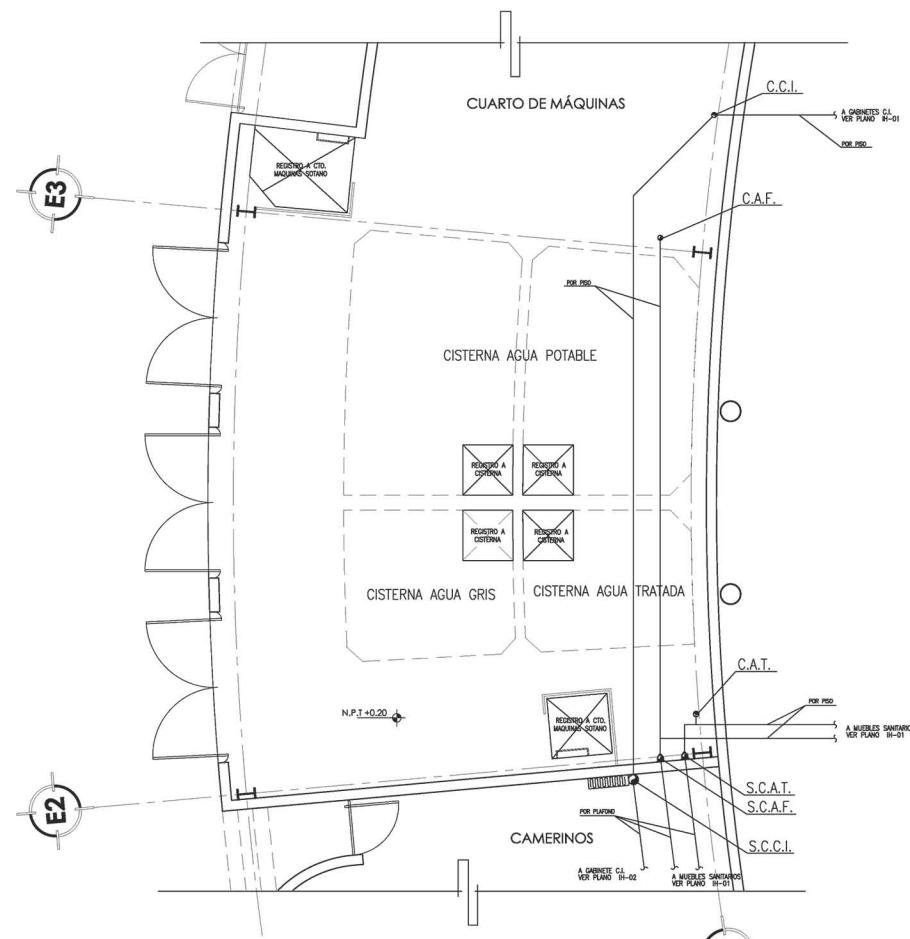 CUARTO DE MÁQUINAS
C.C.I.
A GABINETES C.I.
VER PLANO IH-01
POR PISO
REGISTRO A CTO.
MAQUINAS SOTANO
E3
C.A.F.
POR PISO
CISTERNA AGUA POTABLE
REGISTRO A
CISTERNA
REGISTRO A
CISTERNA
REGISTRO A
CISTERNA
REGISTRO A
CISTERNA
CISTERNA AGUA GRIS
CISTERNA AGUA TRATADA
C.A.T.
N.P.T +0.20
REGISTRO A CTO.
MAQUINAS SOTANO
POR PISO
A MUEBLES SANITARIO
VER PLANO IH-01
S.C.A.T.
S.C.A.F.
E2
POR PLAFOND
CAMERINOS
S.C.C.I.
A GABINETE C.I.
VER PLANO IH-02
A MUEBLES SANITARIOS
VER PLANO IH-01